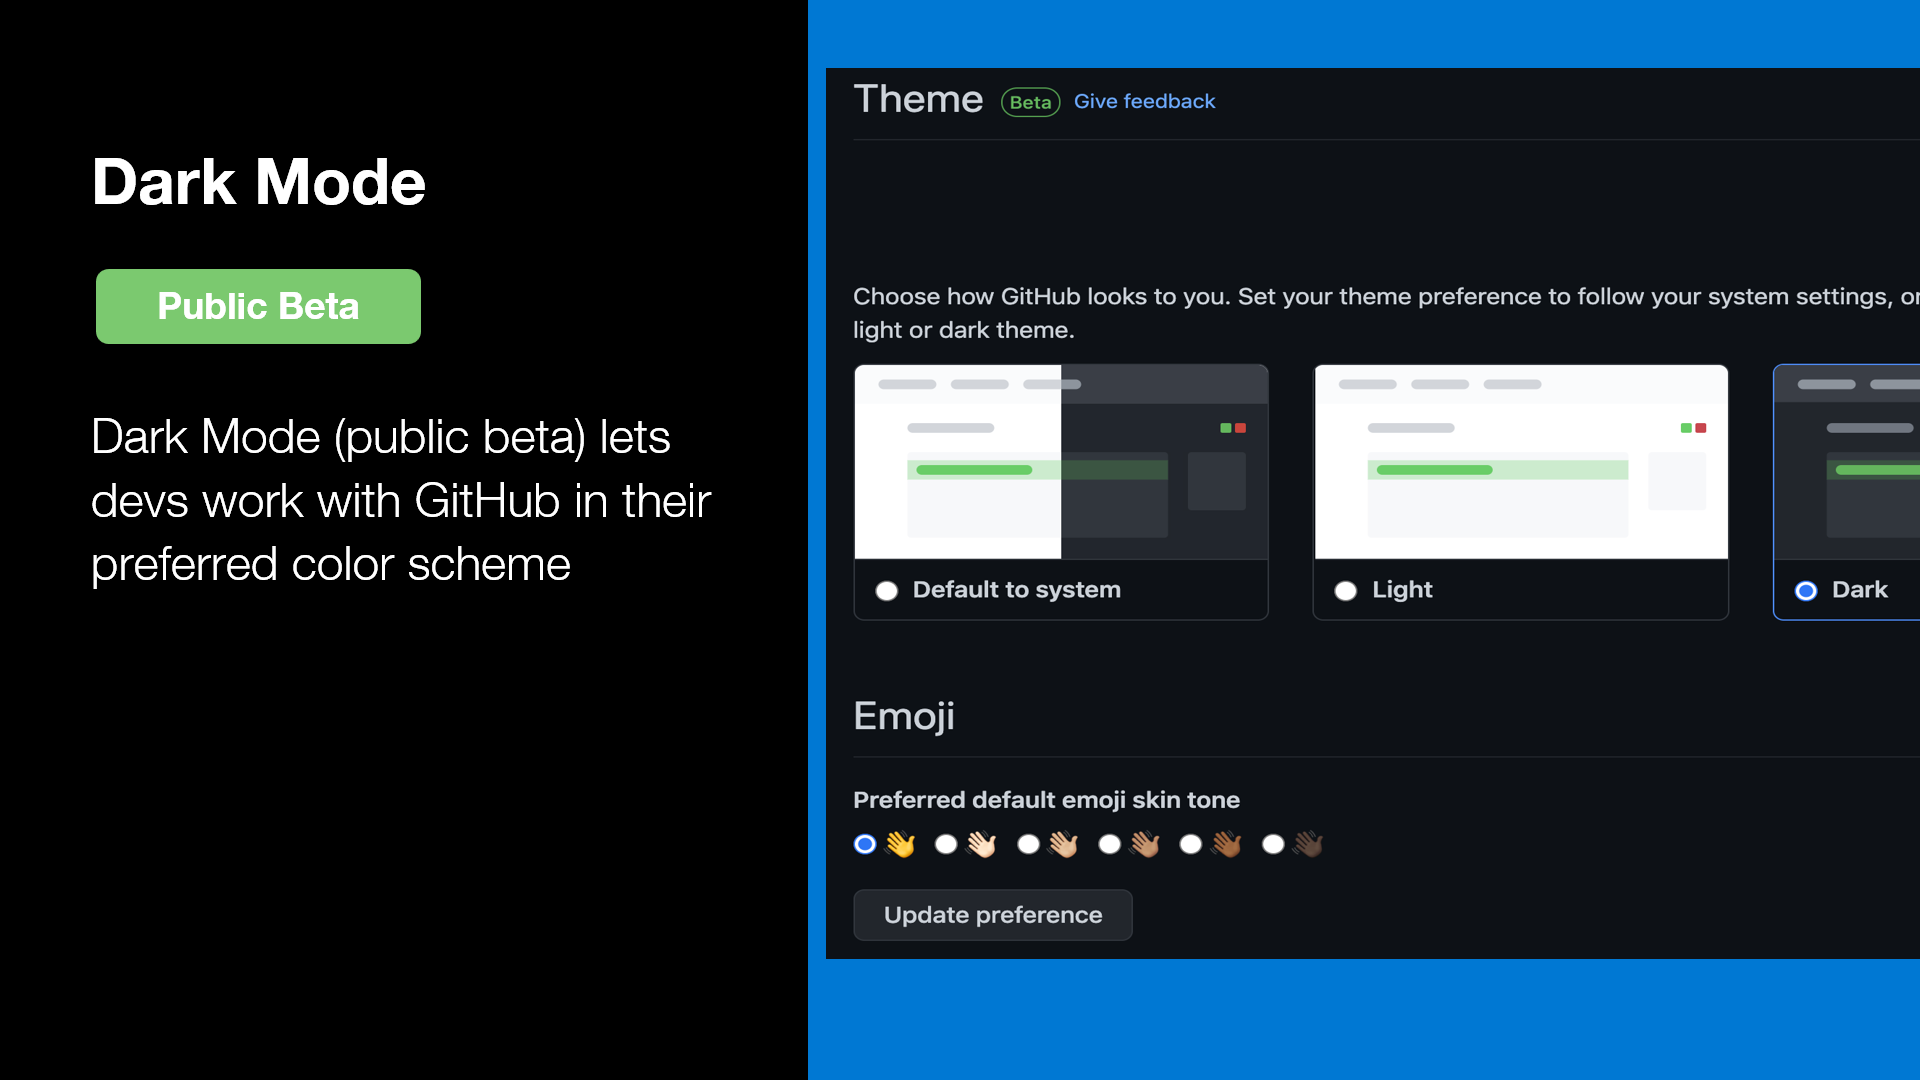 Dark Mode
Public Beta
Dark Mode (public beta) lets
devs work with GitHub in their
preferred color scheme
Theme Beta Give feedback
Choose how GitHub looks to you. Set your theme preference to follow your system settings, or
light or dark theme.
Default to system
Light
Dark
Emoji
Preferred default emoji skin tone
Update preference